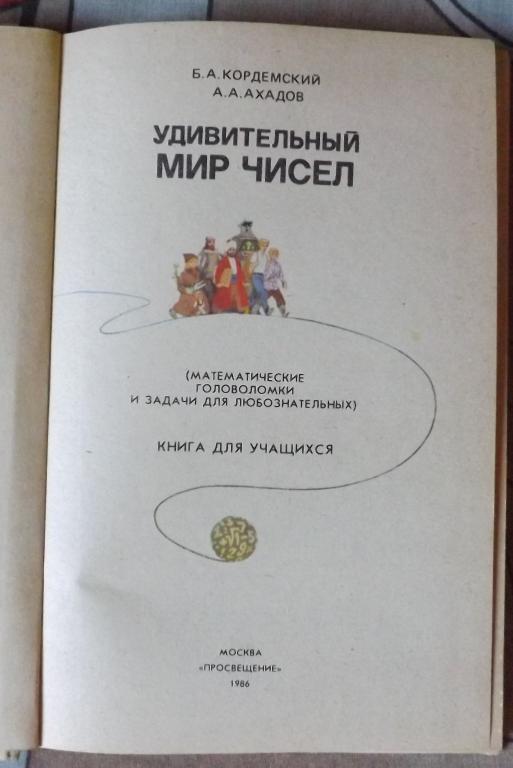 Б.А.КОРДЕМСКИЙ
А.А.АХАДОВ
УДИВИТЕЛЬНЫЙ
МИР ЧИСЕЛ
(МАТЕМАТИЧЕСКИЕ
ГОЛОВОЛОМКИ
И ЗАДАЧИ ДЛЯ ЛЮБОЗНАТЕЛЬНЫХ)
КНИГА ДЛЯ УЧАЩИХСЯ
МОСКВА
«ПРОСВЕЩЕНИЕ»
1986